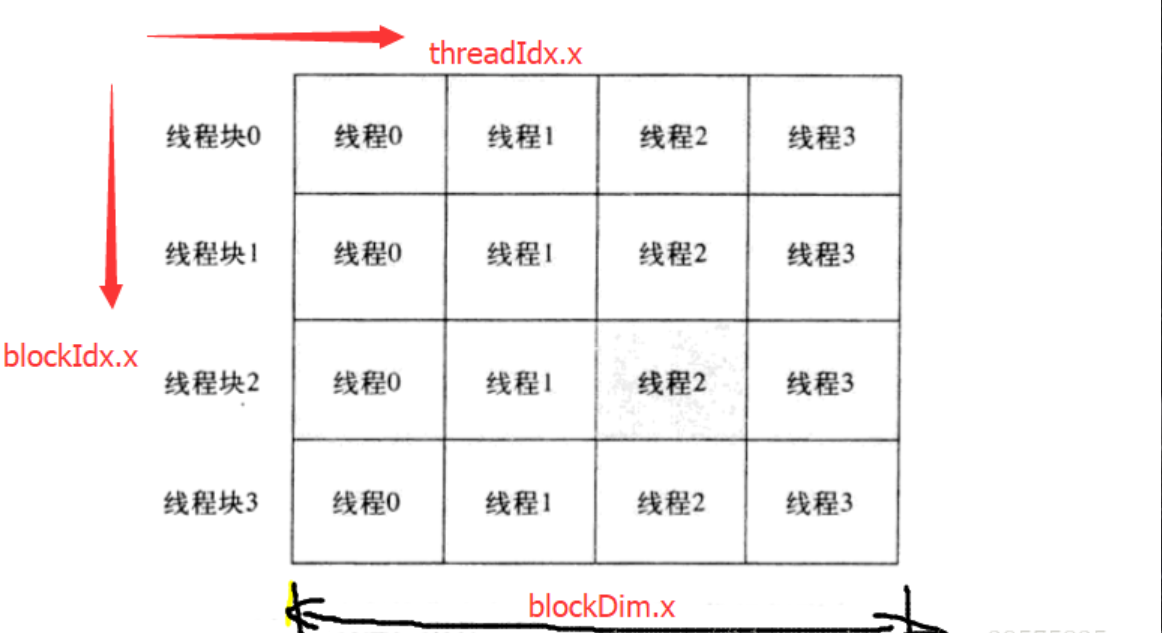 threadIdx.x
线程块0 线程0 线程1 线程2 线程3
线程块1 线程0 线程1 线程2 线程3
blockIdx.x
线程块2 线程0 线程1 线程2 线程3
线程块3 线程0 线程1 线程2 线程3
blockDim.x